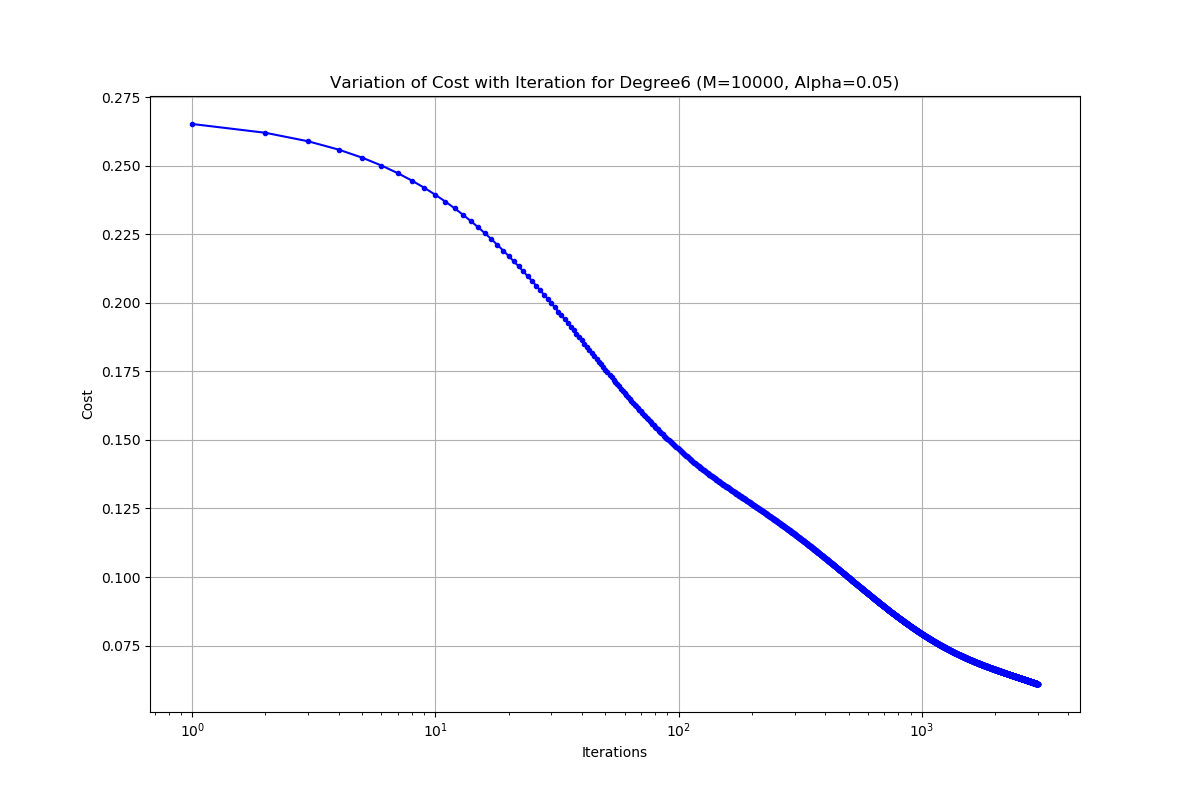 Variation of Cost with Iteration for Degree6 (M=10000, Alpha=0.05)
0.275
0.250
0.225
0.200
0.175
0.150
0.125
0.100
0.075
Cost
10⁰ 10¹ 10² 10³
Iterations